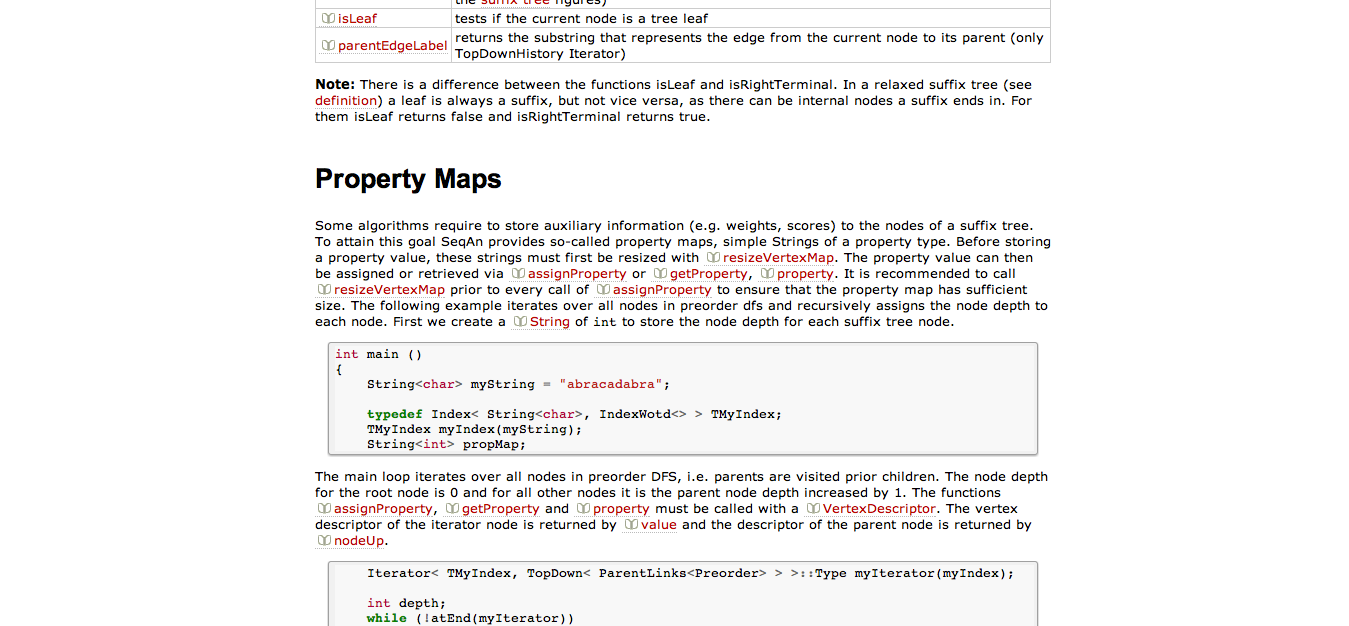 the suffix tree figures)
isLeaf tests if the current node is a tree leaf
parentEdgeLabel returns the substring that represents the edge from the current node to its parent (only
TopDownHistory Iterator)
Note: There is a difference between the functions isLeaf and isRightTerminal. In a relaxed suffix tree (see
definition) a leaf is always a suffix, but not vice versa, as there can be internal nodes a suffix ends in. For
them isLeaf returns false and isRightTerminal returns true.
Property Maps
Some algorithms require to store auxiliary information (e.g. weights, scores) to the nodes of a suffix tree.
To attain this goal SeqAn provides so-called property maps, simple Strings of a property type. Before storing
a property value, these strings must first be resized with resizeVertexMap. The property value can then
be assigned or retrieved via assignProperty or getProperty, property. It is recommended to call
resizeVertexMap prior to every call of assignProperty to ensure that the property map has sufficient
size. The following example iterates over all nodes in preorder dfs and recursively assigns the node depth to
each node. First we create a String of int to store the node depth for each suffix tree node.
int main ()
{
    String<char> myString = "abracadabra";
    typedef Index< String<char>, IndexWotd<> > TMyIndex;
    TMyIndex myIndex(myString);
    String<int> propMap;
The main loop iterates over all nodes in preorder DFS, i.e. parents are visited prior children. The node depth
for the root node is 0 and for all other nodes it is the parent node depth increased by 1. The functions
assignProperty, getProperty and property must be called with a VertexDescriptor. The vertex
descriptor of the iterator node is returned by value and the descriptor of the parent node is returned by
nodeUp.
    Iterator< TMyIndex, TopDown< ParentLinks<Preorder> > >::Type myIterator(myIndex);
    int depth;
    while (!atEnd(myIterator))